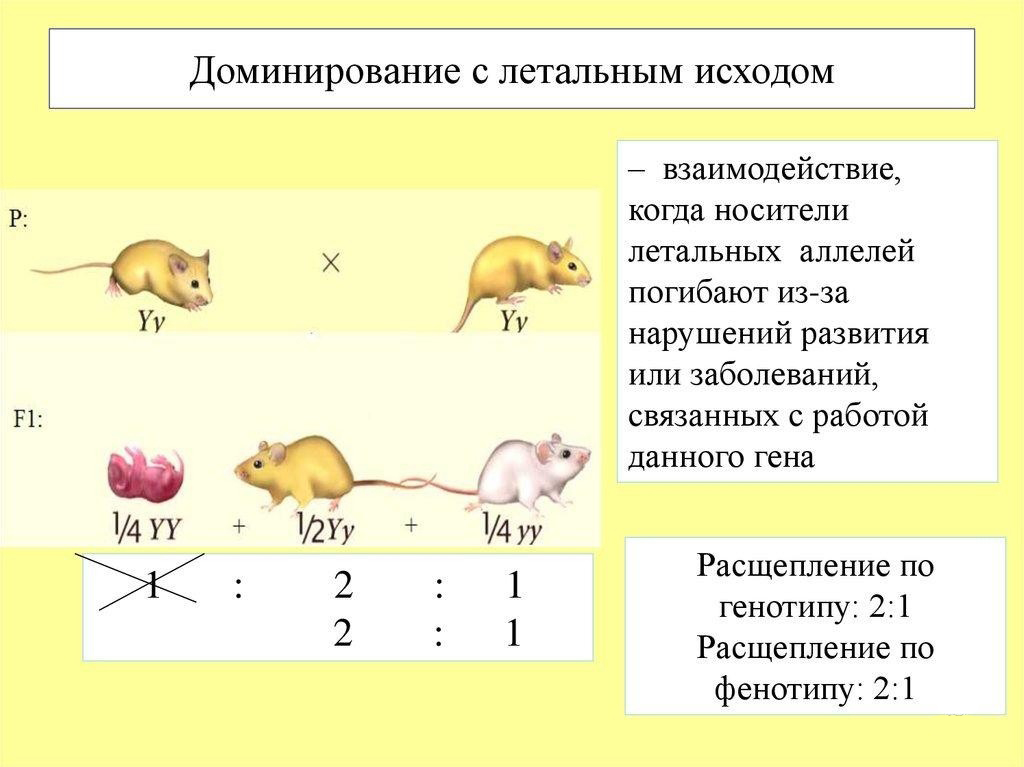 Доминирование с летальным исходом
– взаимодействие,
когда носители
летальных аллелей
погибают из-за
нарушений развития
или заболеваний,
связанных с работой
данного гена
P:
×
Yy Yy
F1:
1/4 YY + 1/2Yy + 1/4 yy
1 : 2 : 1
2 : 1
Расщепление по
генотипу: 2:1
Расщепление по
фенотипу: 2:1